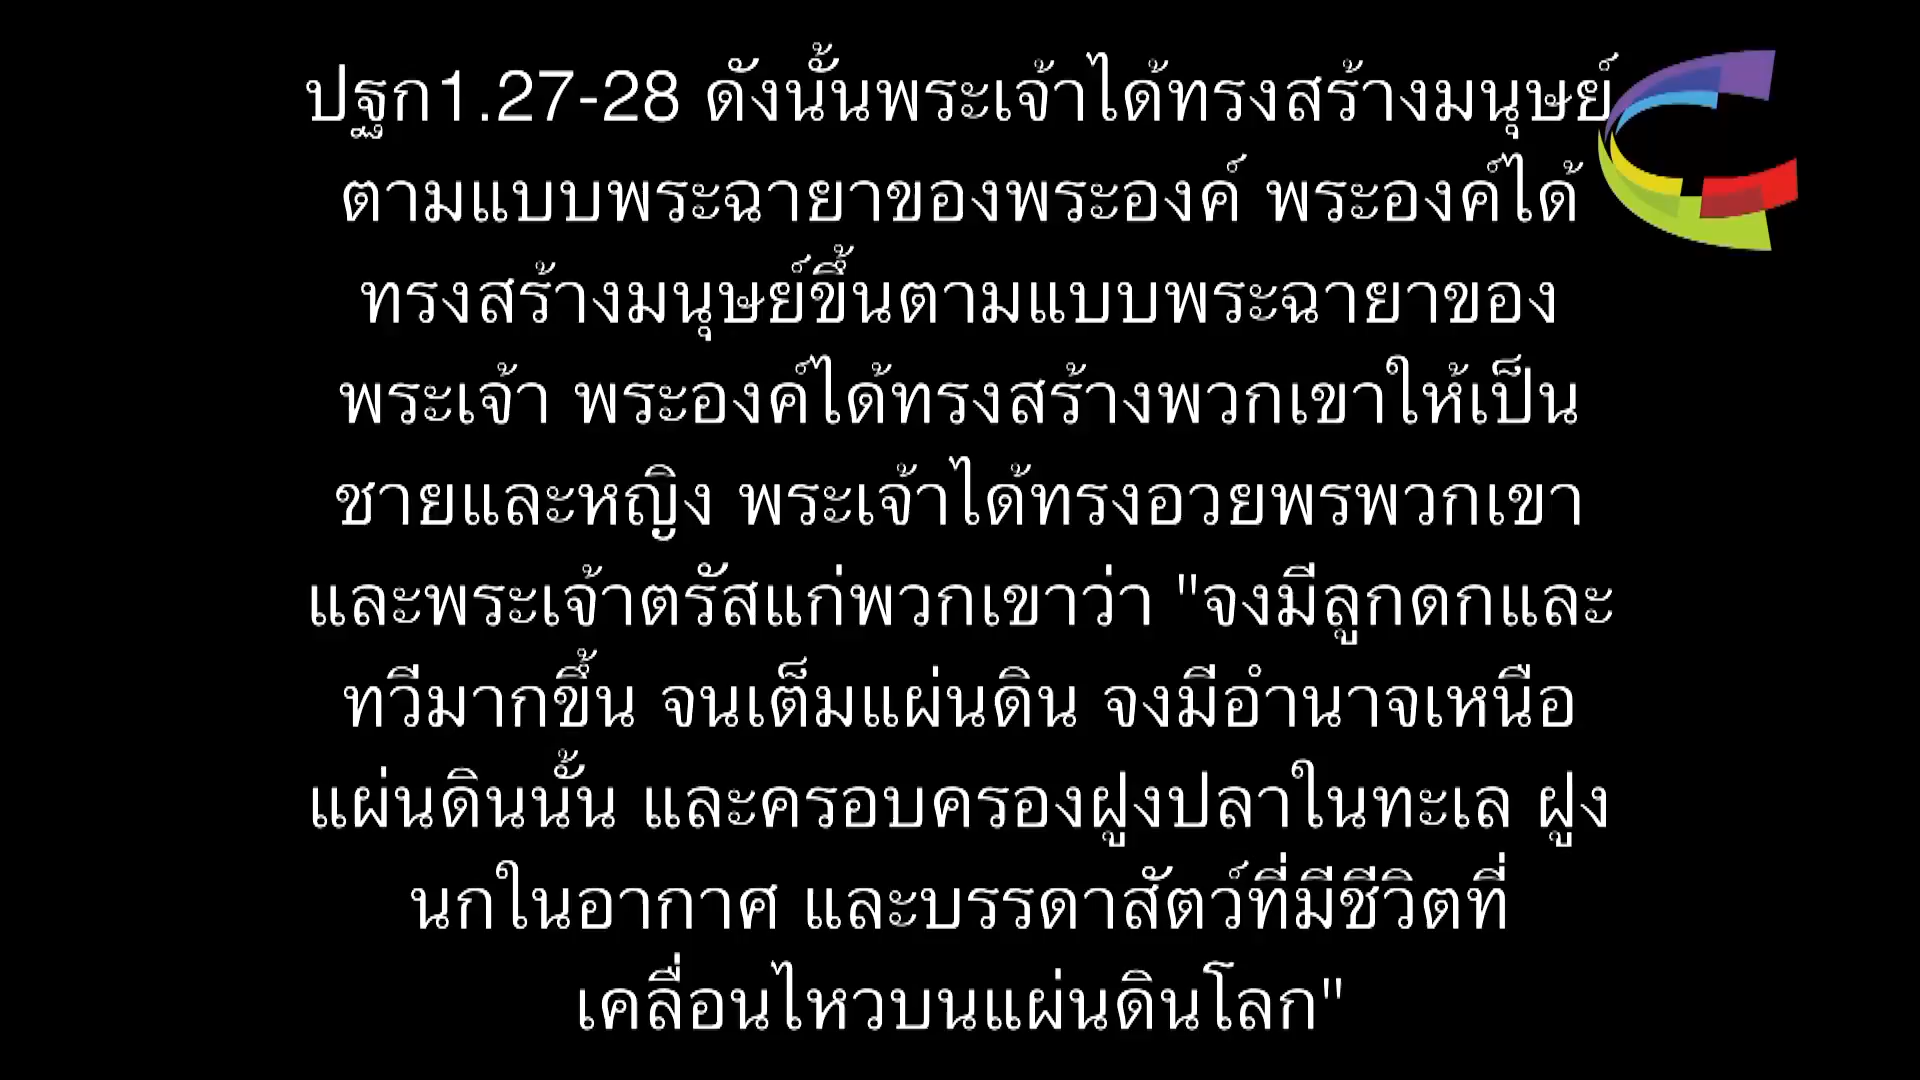 ปฐก1.27-28 ดังนั้นพระเจ้าได้ทรงสร้างมนุษย์
ตามแบบพระฉายาของพระองค์ พระองค์ได้
ทรงสร้างมนุษย์ขึ้นตามแบบพระฉายาของ
พระเจ้า พระองค์ได้ทรงสร้างพวกเขาให้เป็น
ชายและหญิง พระเจ้าได้ทรงอวยพรพวกเขา
และพระเจ้าตรัสแก่พวกเขาว่า "จงมีลูกดกและ
ทวีมากขึ้น จนเต็มแผ่นดิน จงมีอำนาจเหนือ
แผ่นดินนั้น และครอบครองฝูงปลาในทะเล ฝูง
นกในอากาศ และบรรดาสัตว์ที่มีชีวิตที่
เคลื่อนไหวบนแผ่นดินโลก"